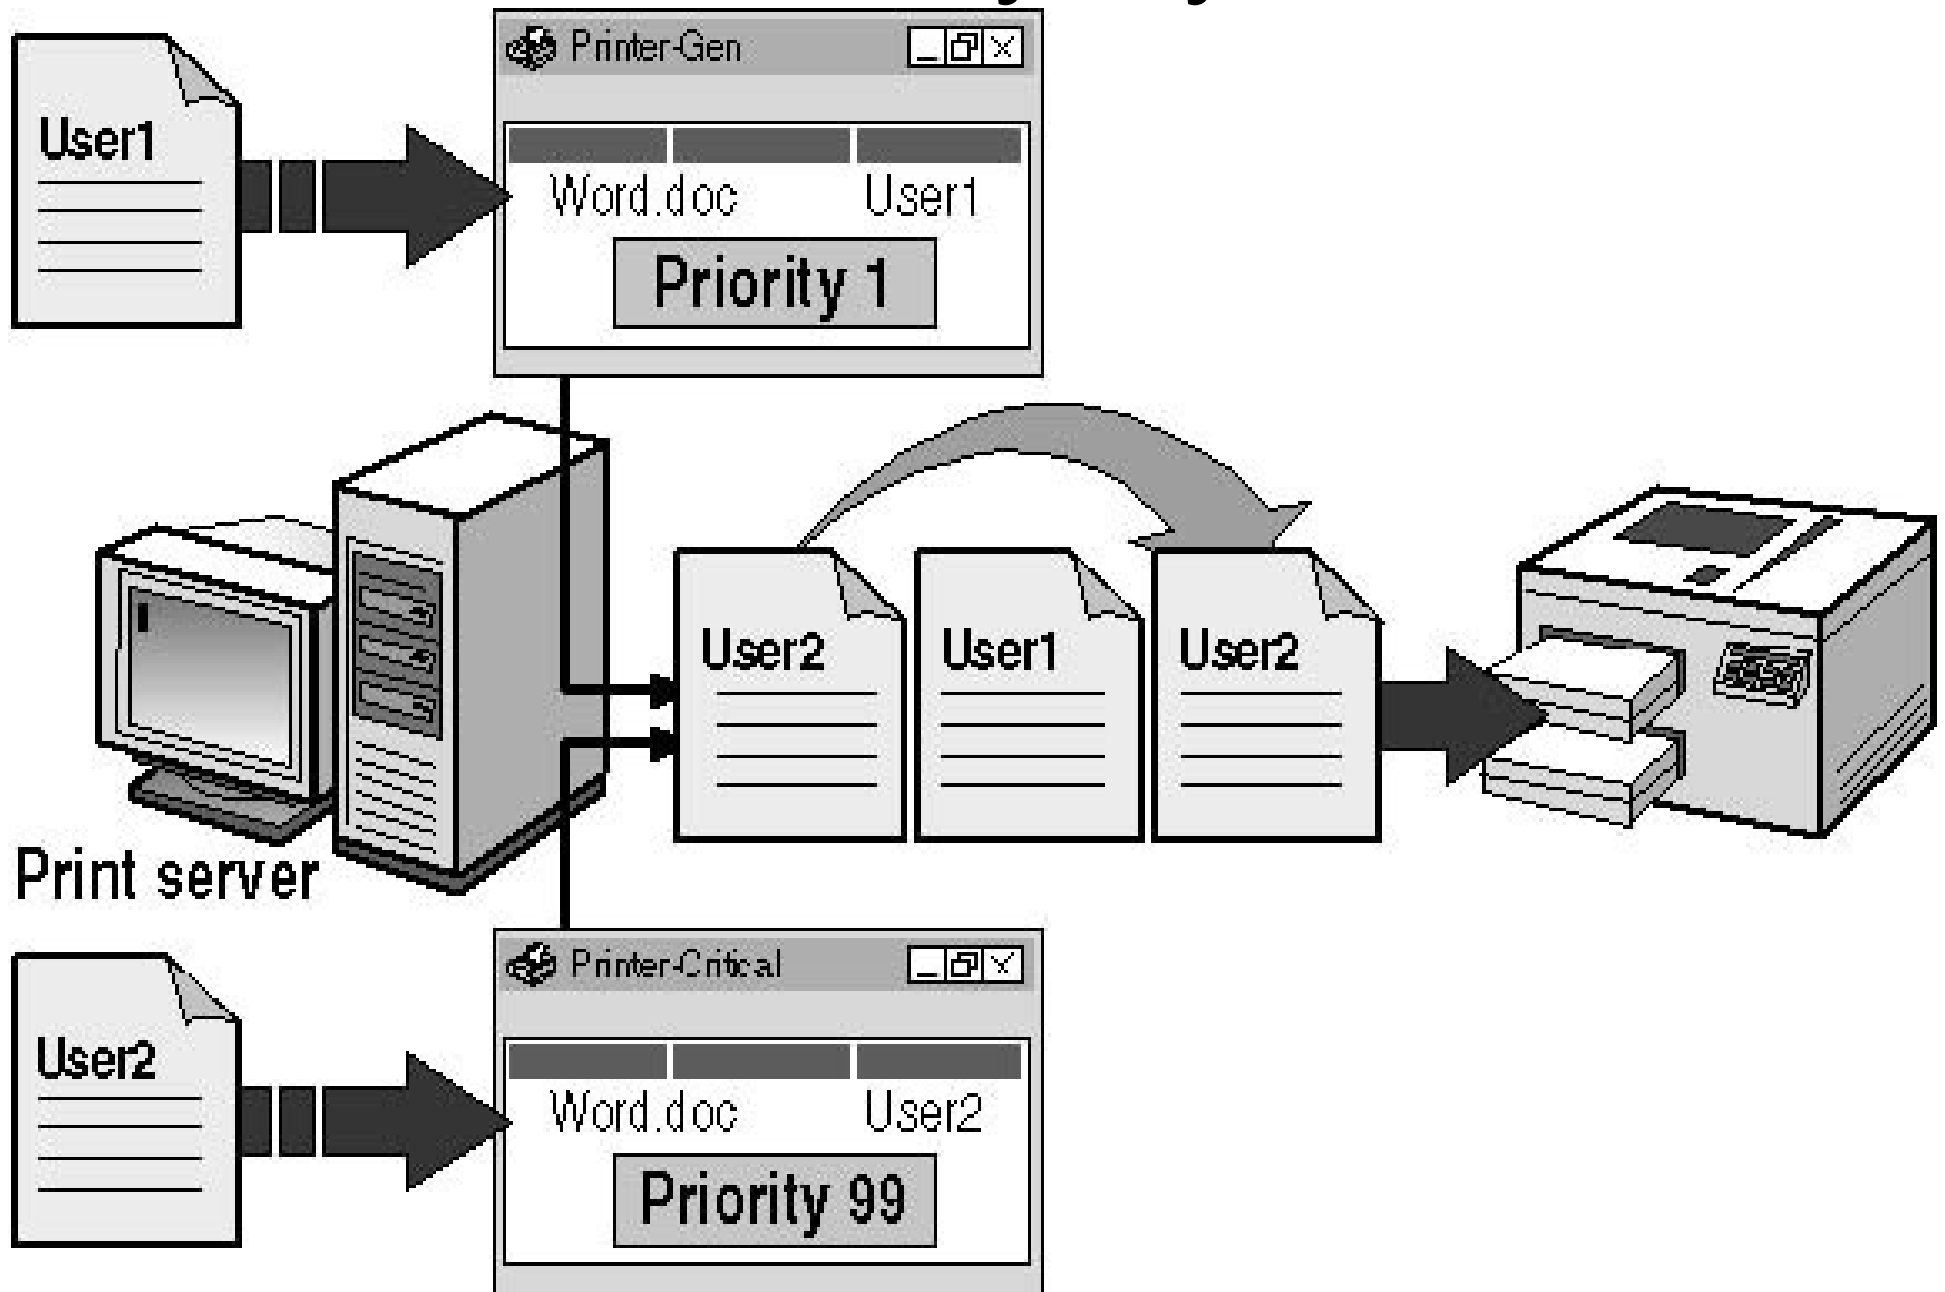 Printer-Gen
User1
Word.doc User1
Priority 1
User2 User1 User2
Print server
Printer-Critical
User2
Word.doc User2
Priority 99